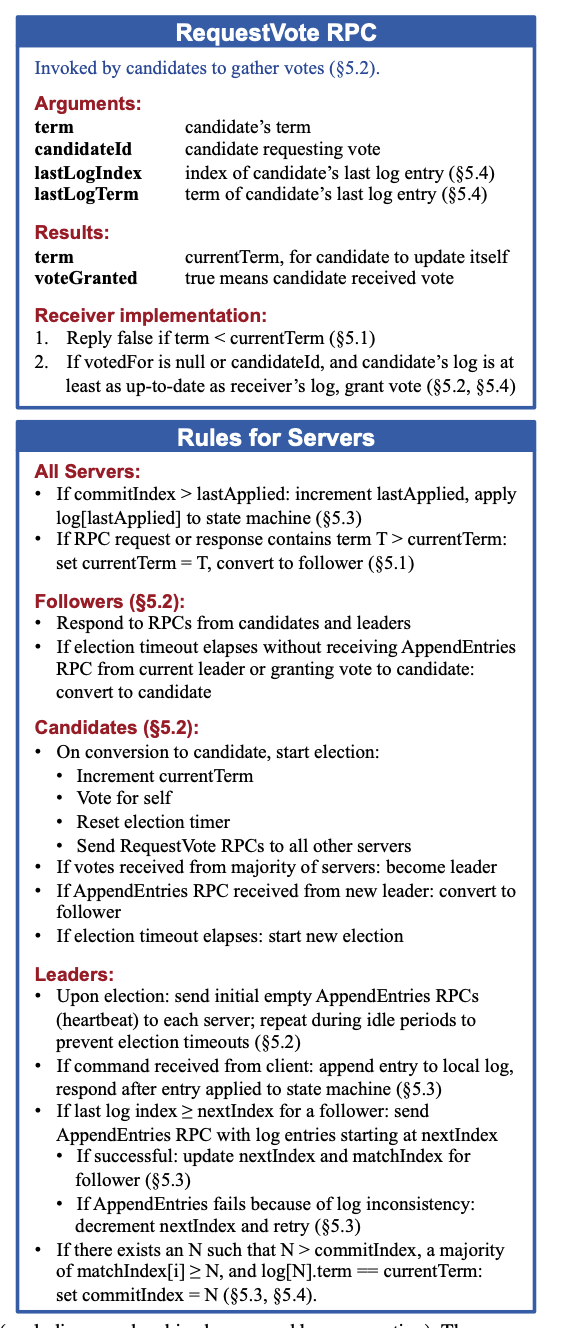 RequestVote RPC
Invoked by candidates to gather votes (§5.2).
Arguments:
term candidate’s term
candidateId candidate requesting vote
lastLogIndex index of candidate’s last log entry (§5.4)
lastLogTerm term of candidate’s last log entry (§5.4)
Results:
term currentTerm, for candidate to update itself
voteGranted true means candidate received vote
Receiver implementation:
1. Reply false if term < currentTerm (§5.1)
2. If votedFor is null or candidateId, and candidate’s log is at
least as up-to-date as receiver’s log, grant vote (§5.2, §5.4)
Rules for Servers
All Servers:
• If commitIndex > lastApplied: increment lastApplied, apply
log[lastApplied] to state machine (§5.3)
• If RPC request or response contains term T > currentTerm:
set currentTerm = T, convert to follower (§5.1)
Followers (§5.2):
• Respond to RPCs from candidates and leaders
• If election timeout elapses without receiving AppendEntries
RPC from current leader or granting vote to candidate:
convert to candidate
Candidates (§5.2):
• On conversion to candidate, start election:
• Increment currentTerm
• Vote for self
• Reset election timer
• Send RequestVote RPCs to all other servers
• If votes received from majority of servers: become leader
• If AppendEntries RPC received from new leader: convert to
follower
• If election timeout elapses: start new election
Leaders:
• Upon election: send initial empty AppendEntries RPCs
(heartbeat) to each server; repeat during idle periods to
prevent election timeouts (§5.2)
• If command received from client: append entry to local log,
respond after entry applied to state machine (§5.3)
• If last log index ≥ nextIndex for a follower: send
AppendEntries RPC with log entries starting at nextIndex
• If successful: update nextIndex and matchIndex for
follower (§5.3)
• If AppendEntries fails because of log inconsistency:
decrement nextIndex and retry (§5.3)
• If there exists an N such that N > commitIndex, a majority
of matchIndex[i] ≥ N, and log[N].term == currentTerm:
set commitIndex = N (§5.3, §5.4).